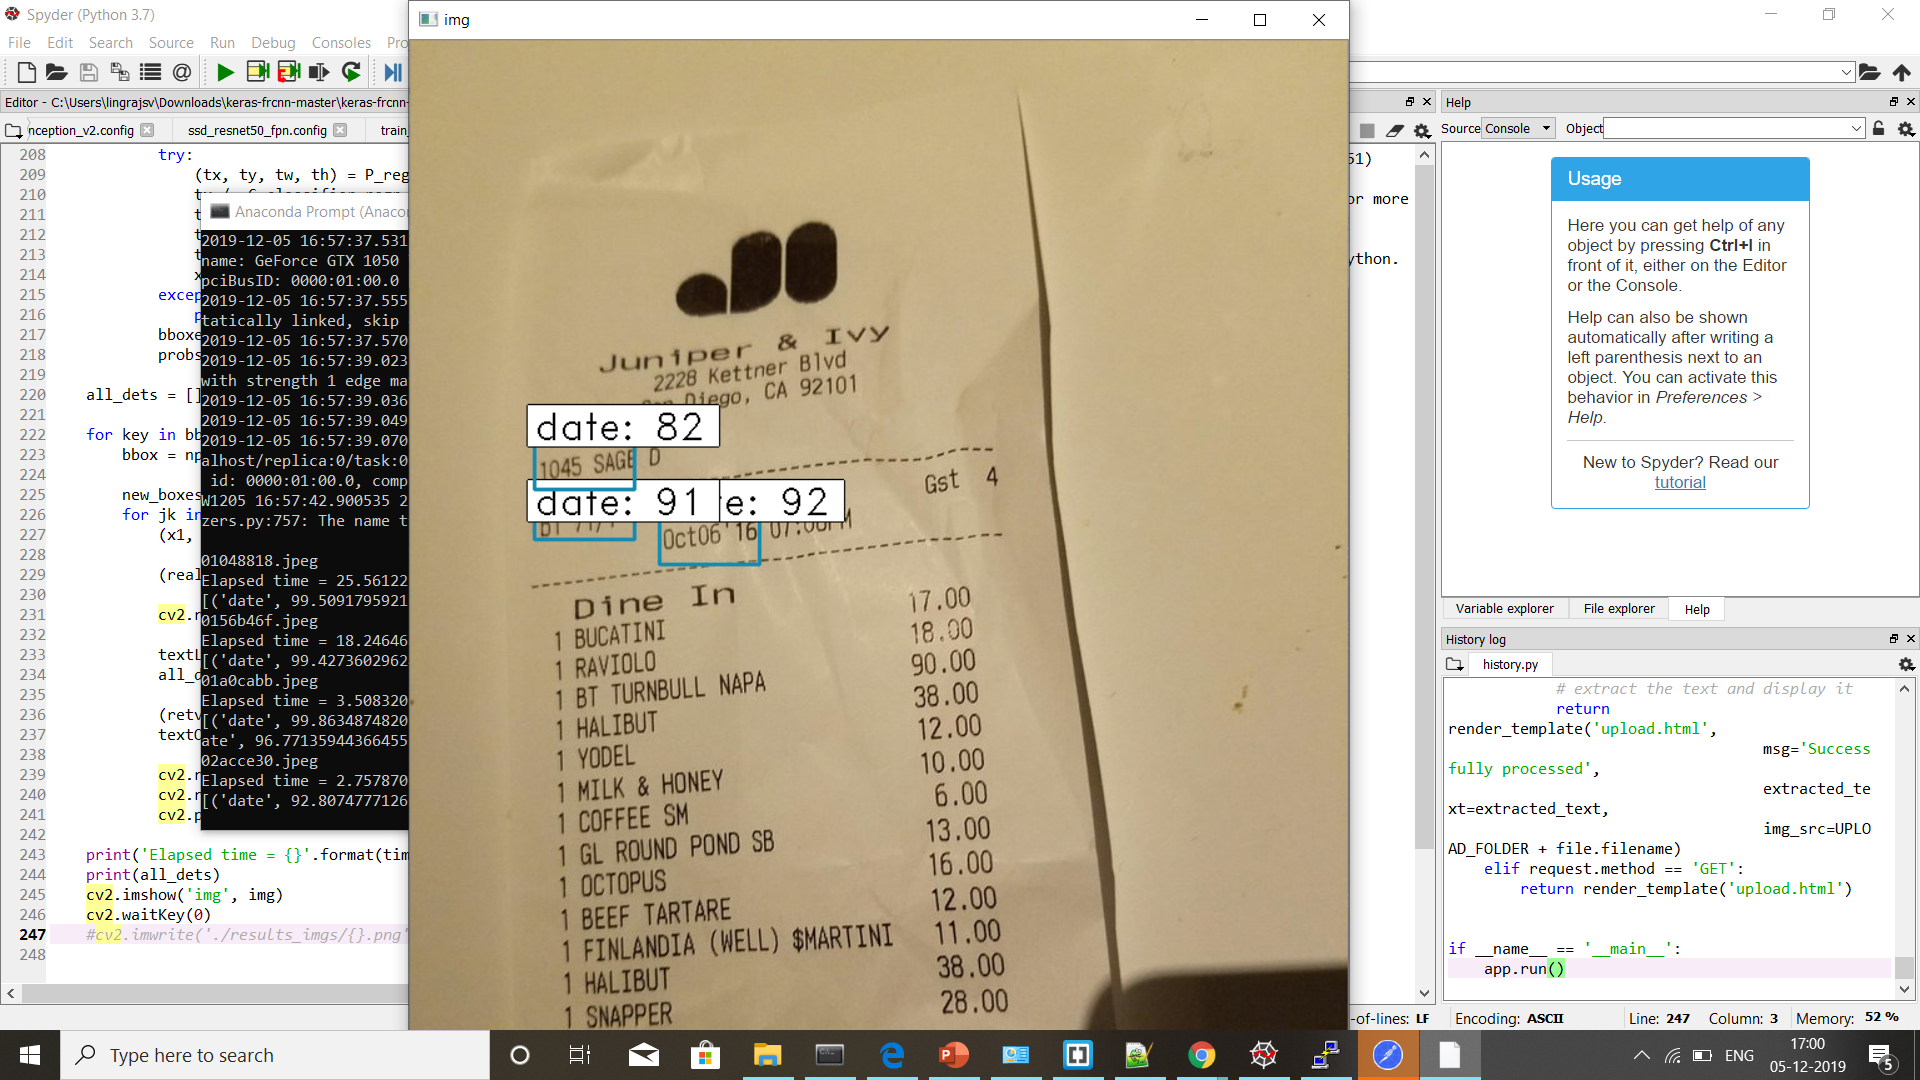 Spyder (Python 3.7)
File Edit Search Source Run Debug Consoles
Editor - C:\Users\lingrajsv\Downloads\keras-frcnn-master\keras-frcnn-
nception_v2.config ssd_resnet50_fpn.config
208 try:
209 (tx, ty, tw, th) = P_reg
210
211
212
213
214
215
216
217 bboxe
218 probs
219
220 all_dets = []
221
222 for key in bb
223 bbox = np
224
225 new_boxes
226 for jk in
227 (x1,
228
229 (real
230
231 cv2.r
232
233 textL
234 all_d
235
236 (retv
237 textO
238
239 cv2.r
240 cv2.r
241 cv2.p
242
243 print('Elapsed time = {}'.format(tim
244 print(all_dets)
245 cv2.imshow('img', img)
246 cv2.waitKey(0)
247 #cv2.imwrite('./results_imgs/{}.png'
248
Anaconda Prompt (Anacon
2019-12-05 16:57:37.531
name: GeForce GTX 1050
pciBusID: 0000:01:00.0
2019-12-05 16:57:37.555
tatically linked, skip
2019-12-05 16:57:37.570
2019-12-05 16:57:39.023
with strength 1 edge ma
2019-12-05 16:57:39.036
2019-12-05 16:57:39.049
2019-12-05 16:57:39.070
alhost/replica:0/task:0
id: 0000:01:00.0, comp
W1205 16:57:42.900535 2
zers.py:757: The name t
01048818.jpeg
Elapsed time = 25.56122
[('date', 99.5091795921
0156b46f.jpeg
Elapsed time = 18.24646
[('date', 99.4273602962
01a0cabb.jpeg
Elapsed time = 3.508320
[('date', 99.8634874820
ate', 96.77135944366455
02acce30.jpeg
Elapsed time = 2.757870
[('date', 92.8074777126
img
Juniper & Ivy
2228 Kettner Blvd
Diego, CA 92101
date: 82
1045 SAGE D
Gst 4
date: 91 e: 92
Oct06'16 07:06PM
Dine In
1 BUCATINI 17.00
1 RAVIOLO 18.00
1 BT TURNBULL NAPA 90.00
1 HALIBUT 38.00
1 YODEL 12.00
1 MILK & HONEY 10.00
1 COFFEE SM 6.00
1 GL ROUND POND SB 13.00
1 OCTOPUS 16.00
1 BEEF TARTARE 12.00
1 FINLANDIA (WELL) $MARTINI 11.00
1 HALIBUT 38.00
1 SNAPPER 28.00
51)
or more
ython.
Help
Source Console Object
Usage
Here you can get help of any
object by pressing Ctrl+I in
front of it, either on the Editor
or the Console.
Help can also be shown
automatically after writing a
left parenthesis next to an
object. You can activate this
behavior in Preferences >
Help.
New to Spyder? Read our
tutorial
Variable explorer File explorer Help
History log
history.py
# extract the text and display it
return
render_template('upload.html',
msg='Success
fully processed',
extracted_te
xt=extracted_text,
img_src=UPLO
AD_FOLDER + file.filename)
elif request.method == 'GET':
return render_template('upload.html')
if __name__ == '__main__':
app.run()
-of-lines: LF Encoding: ASCII Line: 247 Column: 3 Memory: 52 %
Type here to search
ENG
17:00
05-12-2019
5